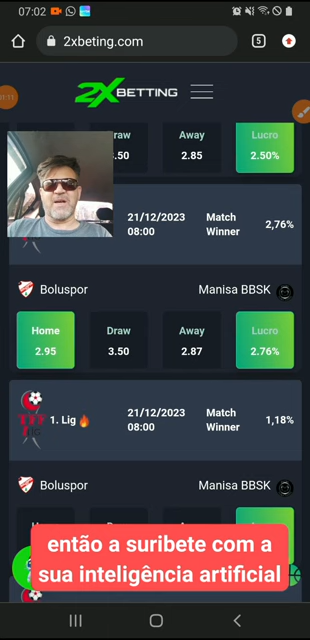 07:02
2xbeting.com
5
2X BETTING
Away
Lucro
2.85
2.50%
21/12/2023
08:00
Match
Winner
2,76%
Boluspor
Manisa BBSK
Home
Draw
Away
Lucro
2.95
3.50
2.87
2.76%
1. Lig
21/12/2023
08:00
Match
Winner
1,18%
Boluspor
Manisa BBSK
então a suribete com a
sua inteligência artificial